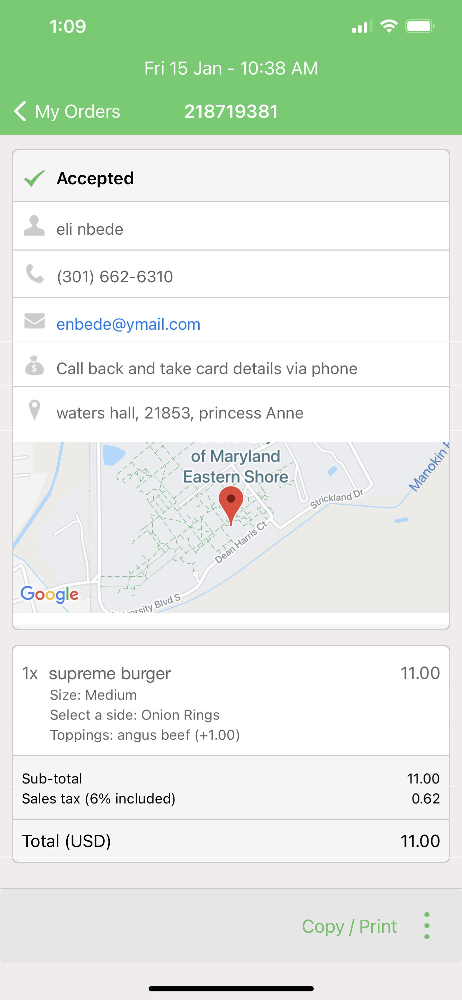 1:09
Fri 15 Jan - 10:38 AM
My Orders 218719381
Accepted
eli nbede
(301) 662-6310
enbede@ymail.com
Call back and take card details via phone
waters hall, 21853, princess Anne
of Maryland
Eastern Shore
Manokin
Strickland Dr
Dean Harris Ct
Google
Blvd S
1x supreme burger 11.00
Size: Medium
Select a side: Onion Rings
Toppings: angus beef (+1.00)
Sub-total 11.00
Sales tax (6% included) 0.62
Total (USD) 11.00
Copy / Print